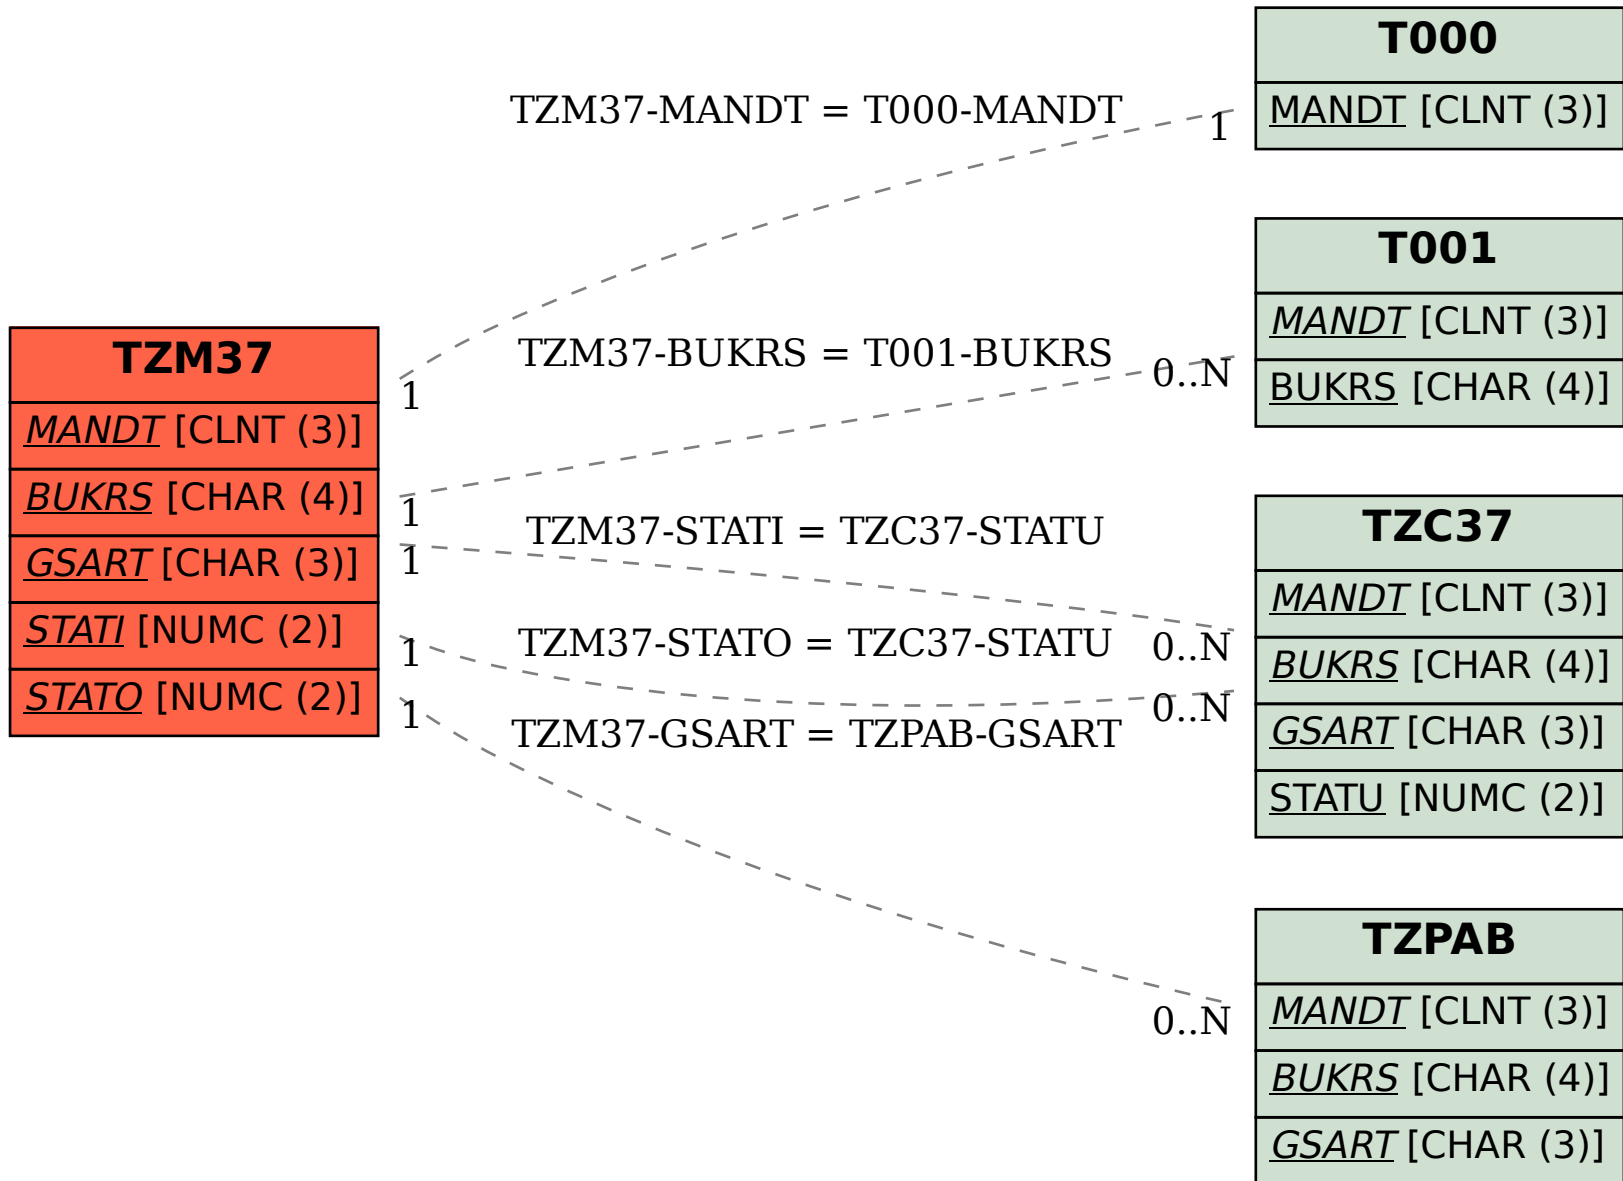 T000
MANDT [CLNT (3)]
TZM37-MANDT = T000-MANDT
1
T001
MANDT [CLNT (3)]
BUKRS [CHAR (4)]
TZM37-BUKRS = T001-BUKRS
0..N
TZM37
MANDT [CLNT (3)]
BUKRS [CHAR (4)]
GSART [CHAR (3)]
STATI [NUMC (2)]
STATO [NUMC (2)]
1
1
1
1
1
TZM37-STATI = TZC37-STATU
0..N
TZM37-STATO = TZC37-STATU
0..N
TZM37-GSART = TZPAB-GSART
0..N
TZC37
MANDT [CLNT (3)]
BUKRS [CHAR (4)]
GSART [CHAR (3)]
STATU [NUMC (2)]
TZPAB
MANDT [CLNT (3)]
BUKRS [CHAR (4)]
GSART [CHAR (3)]